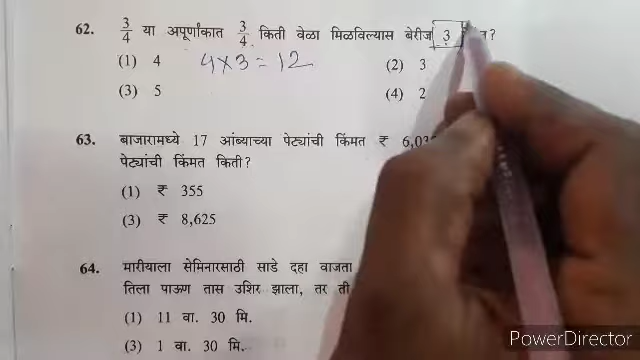 62. 3/4 या अपूर्णांकात 3/4 किती वेळा मिळविल्यास बेरीज 3
(1) 4 4×3=12 (2) 3
(3) 5 (4) 2
63. बाजारामध्ये 17 आंब्याच्या पेट्यांची किंमत ₹
पेट्यांची किंमत किती?
(1) ₹ 355
(3) ₹ 8,625
64. मारीयाला सेमिनारसाठी साडे दहा वाजता
तिला पाऊण तास उशिर झाला, तर ती
(1) 11 वा. 30 मि.
(3) 1 वा. 30 मि.
PowerDirector